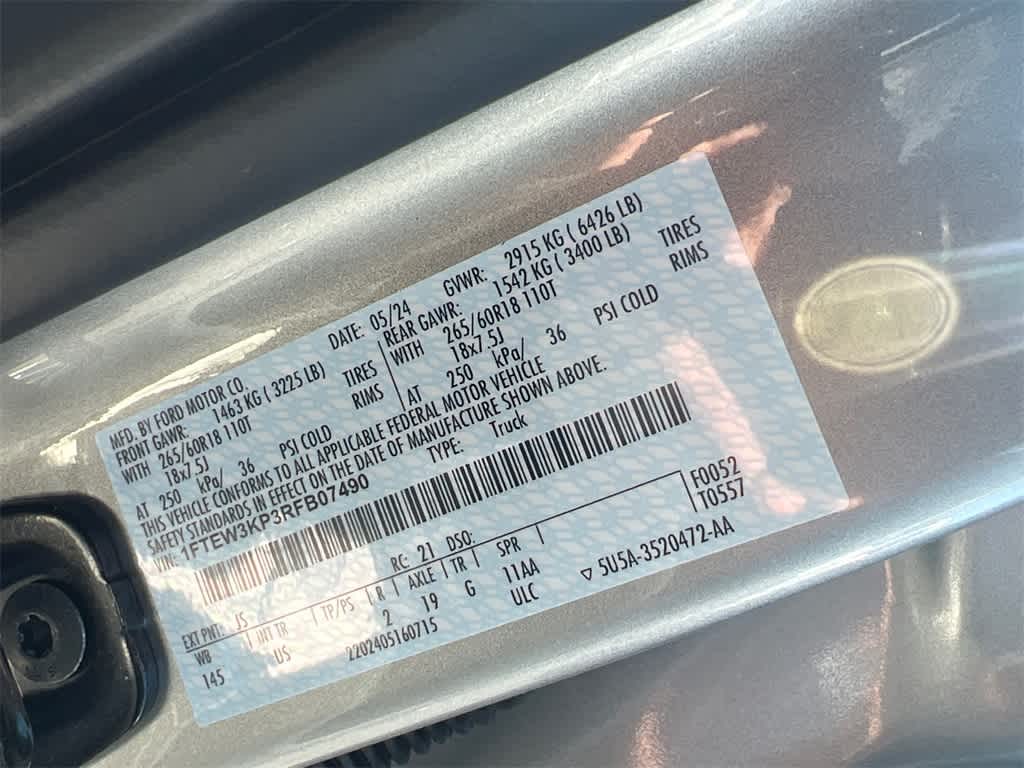 MFD. BY FORD MOTOR CO.
DATE: 05/24 GVWR: 2915 KG ( 6426 LB)
FRONT GAWR: 1463 KG ( 3225 LB) REAR GAWR: 1542 KG ( 3400 LB)
WITH 265/60R18 110T TIRES WITH 265/60R18 110T TIRES
18x7.5J RIMS 18x7.5J RIMS
AT 250 kPa/ 36 PSI COLD AT 250 kPa/ 36 PSI COLD
THIS VEHICLE CONFORMS TO ALL APPLICABLE FEDERAL MOTOR VEHICLE
SAFETY STANDARDS IN EFFECT ON THE DATE OF MANUFACTURE SHOWN ABOVE.
VIN: 1FTEW3KP3RFB07490 TYPE: Truck
F0052
T0557
EXT PNT: JS RC: 21 DSO:
WB INT TR TP/PS R AXLE TR SPR
145 US 2 19 G 11AA
2202405160715 ULC
▽ 5U5A-3520472-AA